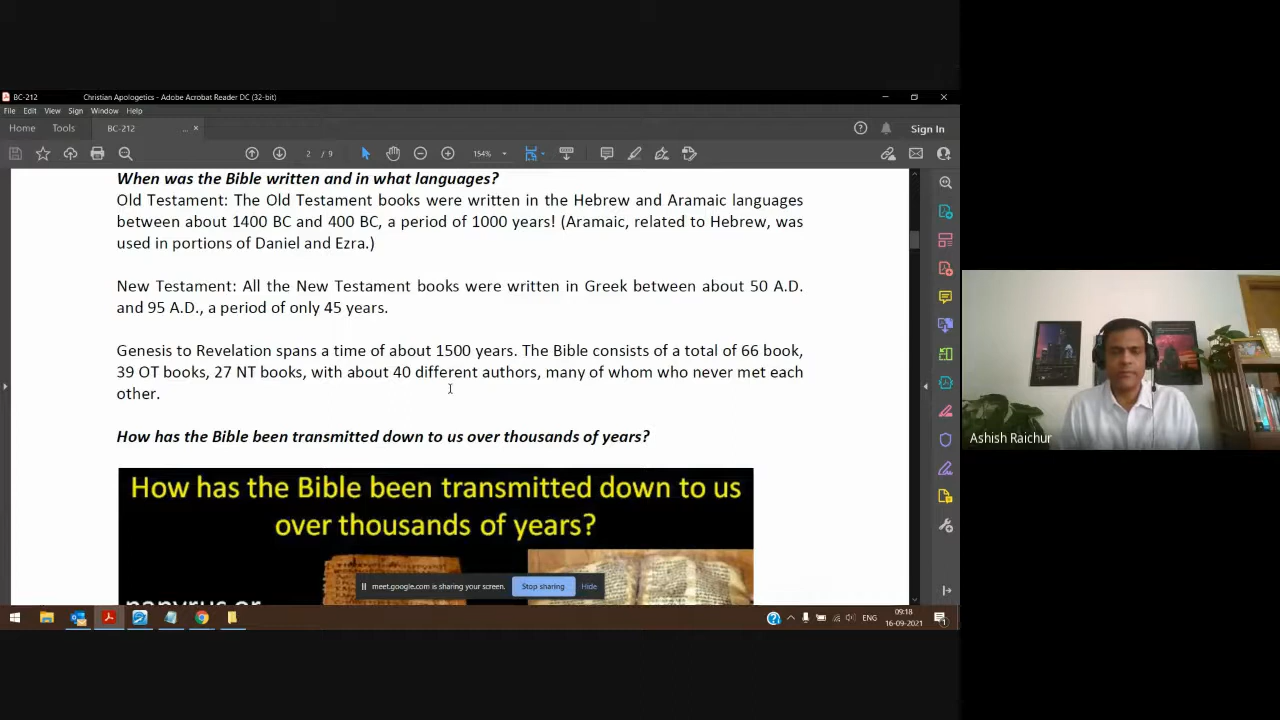 BC-212 Christian Apologetics - Adobe Acrobat Reader DC (32-bit)
File Edit View Sign Window Help
Home Tools BC-212 ... × Sign In
2 / 9 154%
When was the Bible written and in what languages?
Old Testament: The Old Testament books were written in the Hebrew and Aramaic languages
between about 1400 BC and 400 BC, a period of 1000 years! (Aramaic, related to Hebrew, was
used in portions of Daniel and Ezra.)
New Testament: All the New Testament books were written in Greek between about 50 A.D.
and 95 A.D., a period of only 45 years.
Genesis to Revelation spans a time of about 1500 years. The Bible consists of a total of 66 book,
39 OT books, 27 NT books, with about 40 different authors, many of whom who never met each
other.
How has the Bible been transmitted down to us over thousands of years?
How has the Bible been transmitted down to us
over thousands of years?
papyrus or
meet.google.com is sharing your screen. Stop sharing Hide
Ashish Raichur
ENG
09:18
16-09-2021